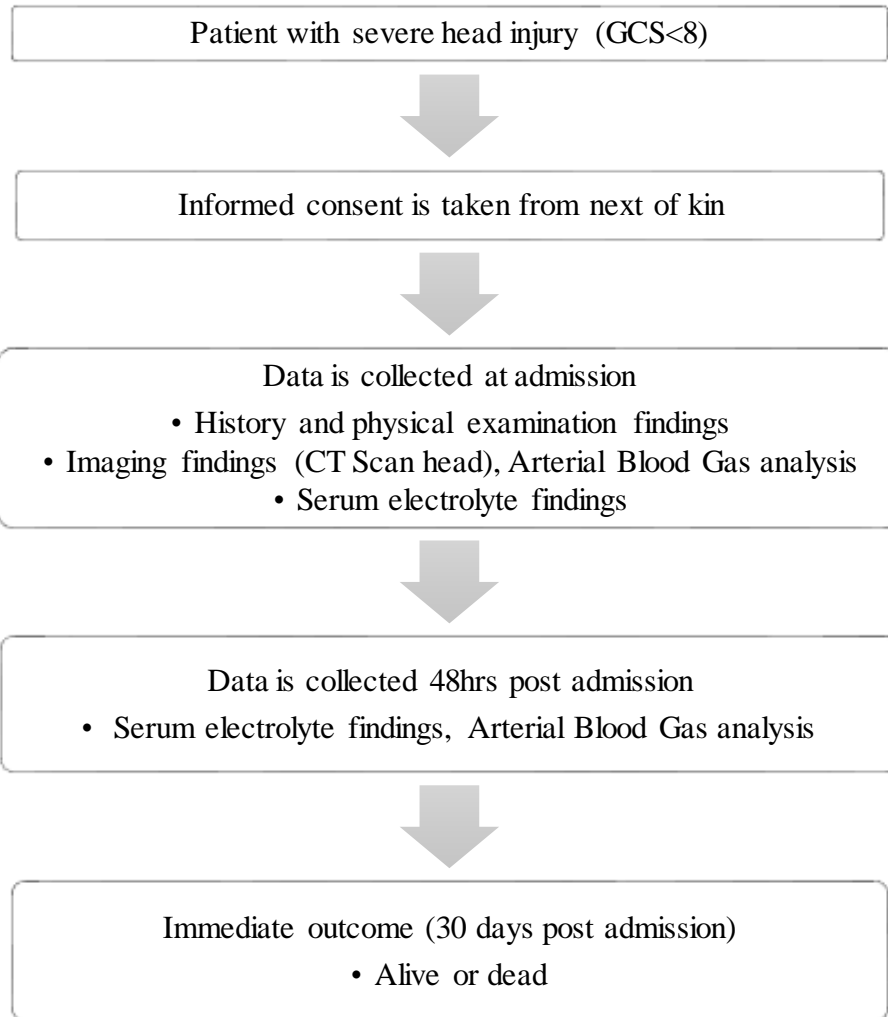 Patient with severe head injury (GCS<8)
Informed consent is taken from next of kin
Data is collected at admission
• History and physical examination findings
• Imaging findings (CT Scan head), Arterial Blood Gas analysis
• Serum electrolyte findings
Data is collected 48hrs post admission
• Serum electrolyte findings, Arterial Blood Gas analysis
Immediate outcome (30 days post admission)
• Alive or dead